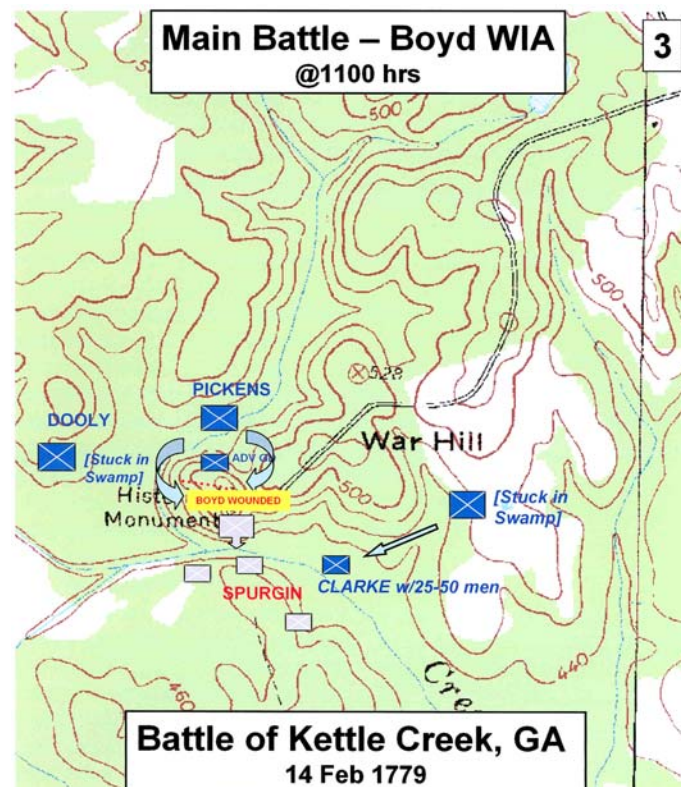 Main Battle – Boyd WIA
@1100 hrs
3
500
500
500
PICKENS
528
DOOLY
ADV
War Hill
[Stuck in
Swamp]
500
[Stuck in
Swamp]
BOYD WOUNDED
Monument
CLARKE w/25-50 men
SPURGIN
440
460
Battle of Kettle Creek, GA
14 Feb 1779